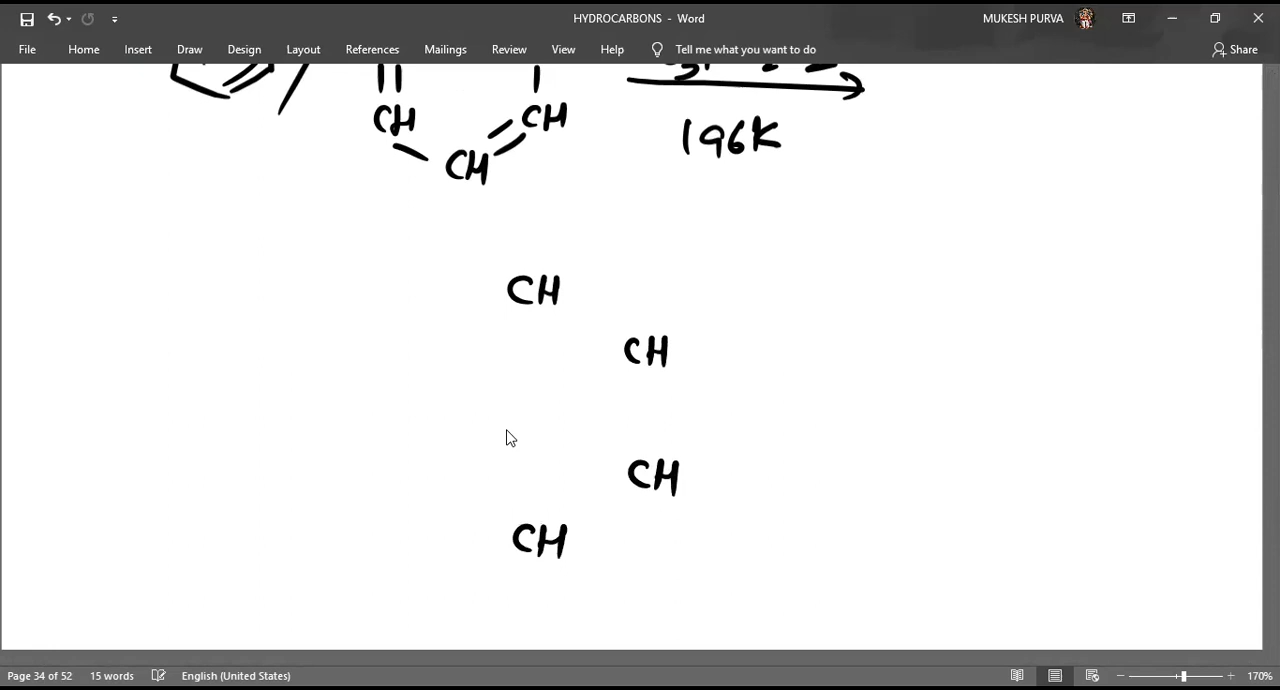 HYDROCARBONS - Word
MUKESH PURVA
File Home Insert Draw Design Layout References Mailings Review View Help Tell me what you want to do Share
CH CH
CH
196K
CH
CH
CH
CH
Page 34 of 52 15 words English (United States) 170%